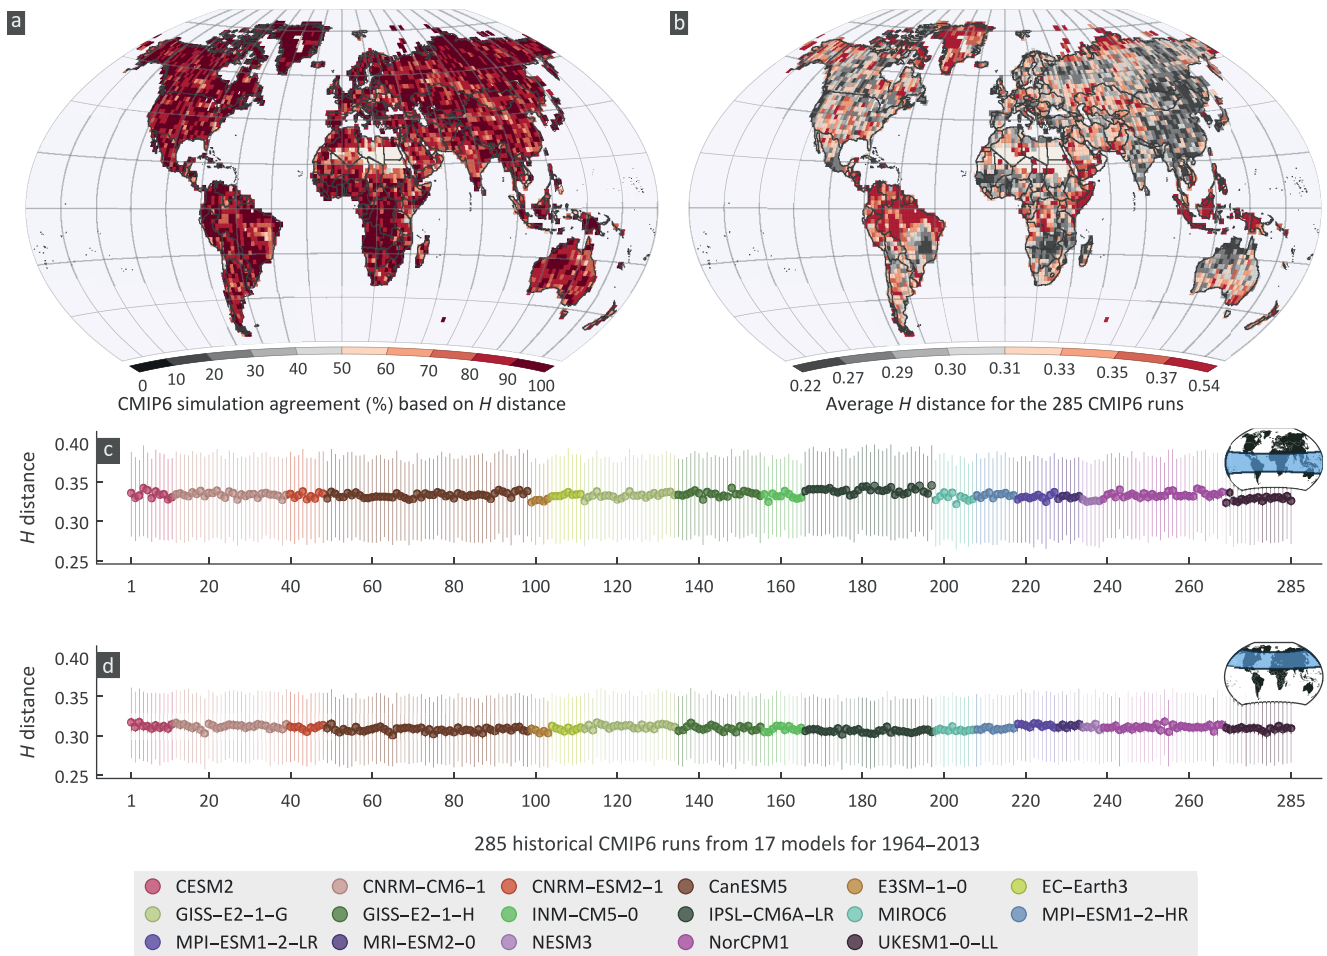 a
0 10 20 30 40 50 60 70 80 90 100
CMIP6 simulation agreement (%) based on H distance
b
0.22 0.27 0.29 0.30 0.31 0.33 0.35 0.37 0.54
Average H distance for the 285 CMIP6 runs
c
H distance
0.40
0.35
0.30
0.25
1 20 40 60 80 100 120 140 160 180 200 220 240 260 285
d
H distance
0.40
0.35
0.30
0.25
1 20 40 60 80 100 120 140 160 180 200 220 240 260 285
285 historical CMIP6 runs from 17 models for 1964–2013
CESM2 CNRM–CM6–1 CNRM–ESM2–1 CanESM5 E3SM–1–0 EC–Earth3
GISS–E2–1–G GISS–E2–1–H INM–CM5–0 IPSL–CM6A–LR MIROC6 MPI–ESM1–2–HR
MPI–ESM1–2–LR MRI–ESM2–0 NESM3 NorCPM1 UKESM1–0–LL